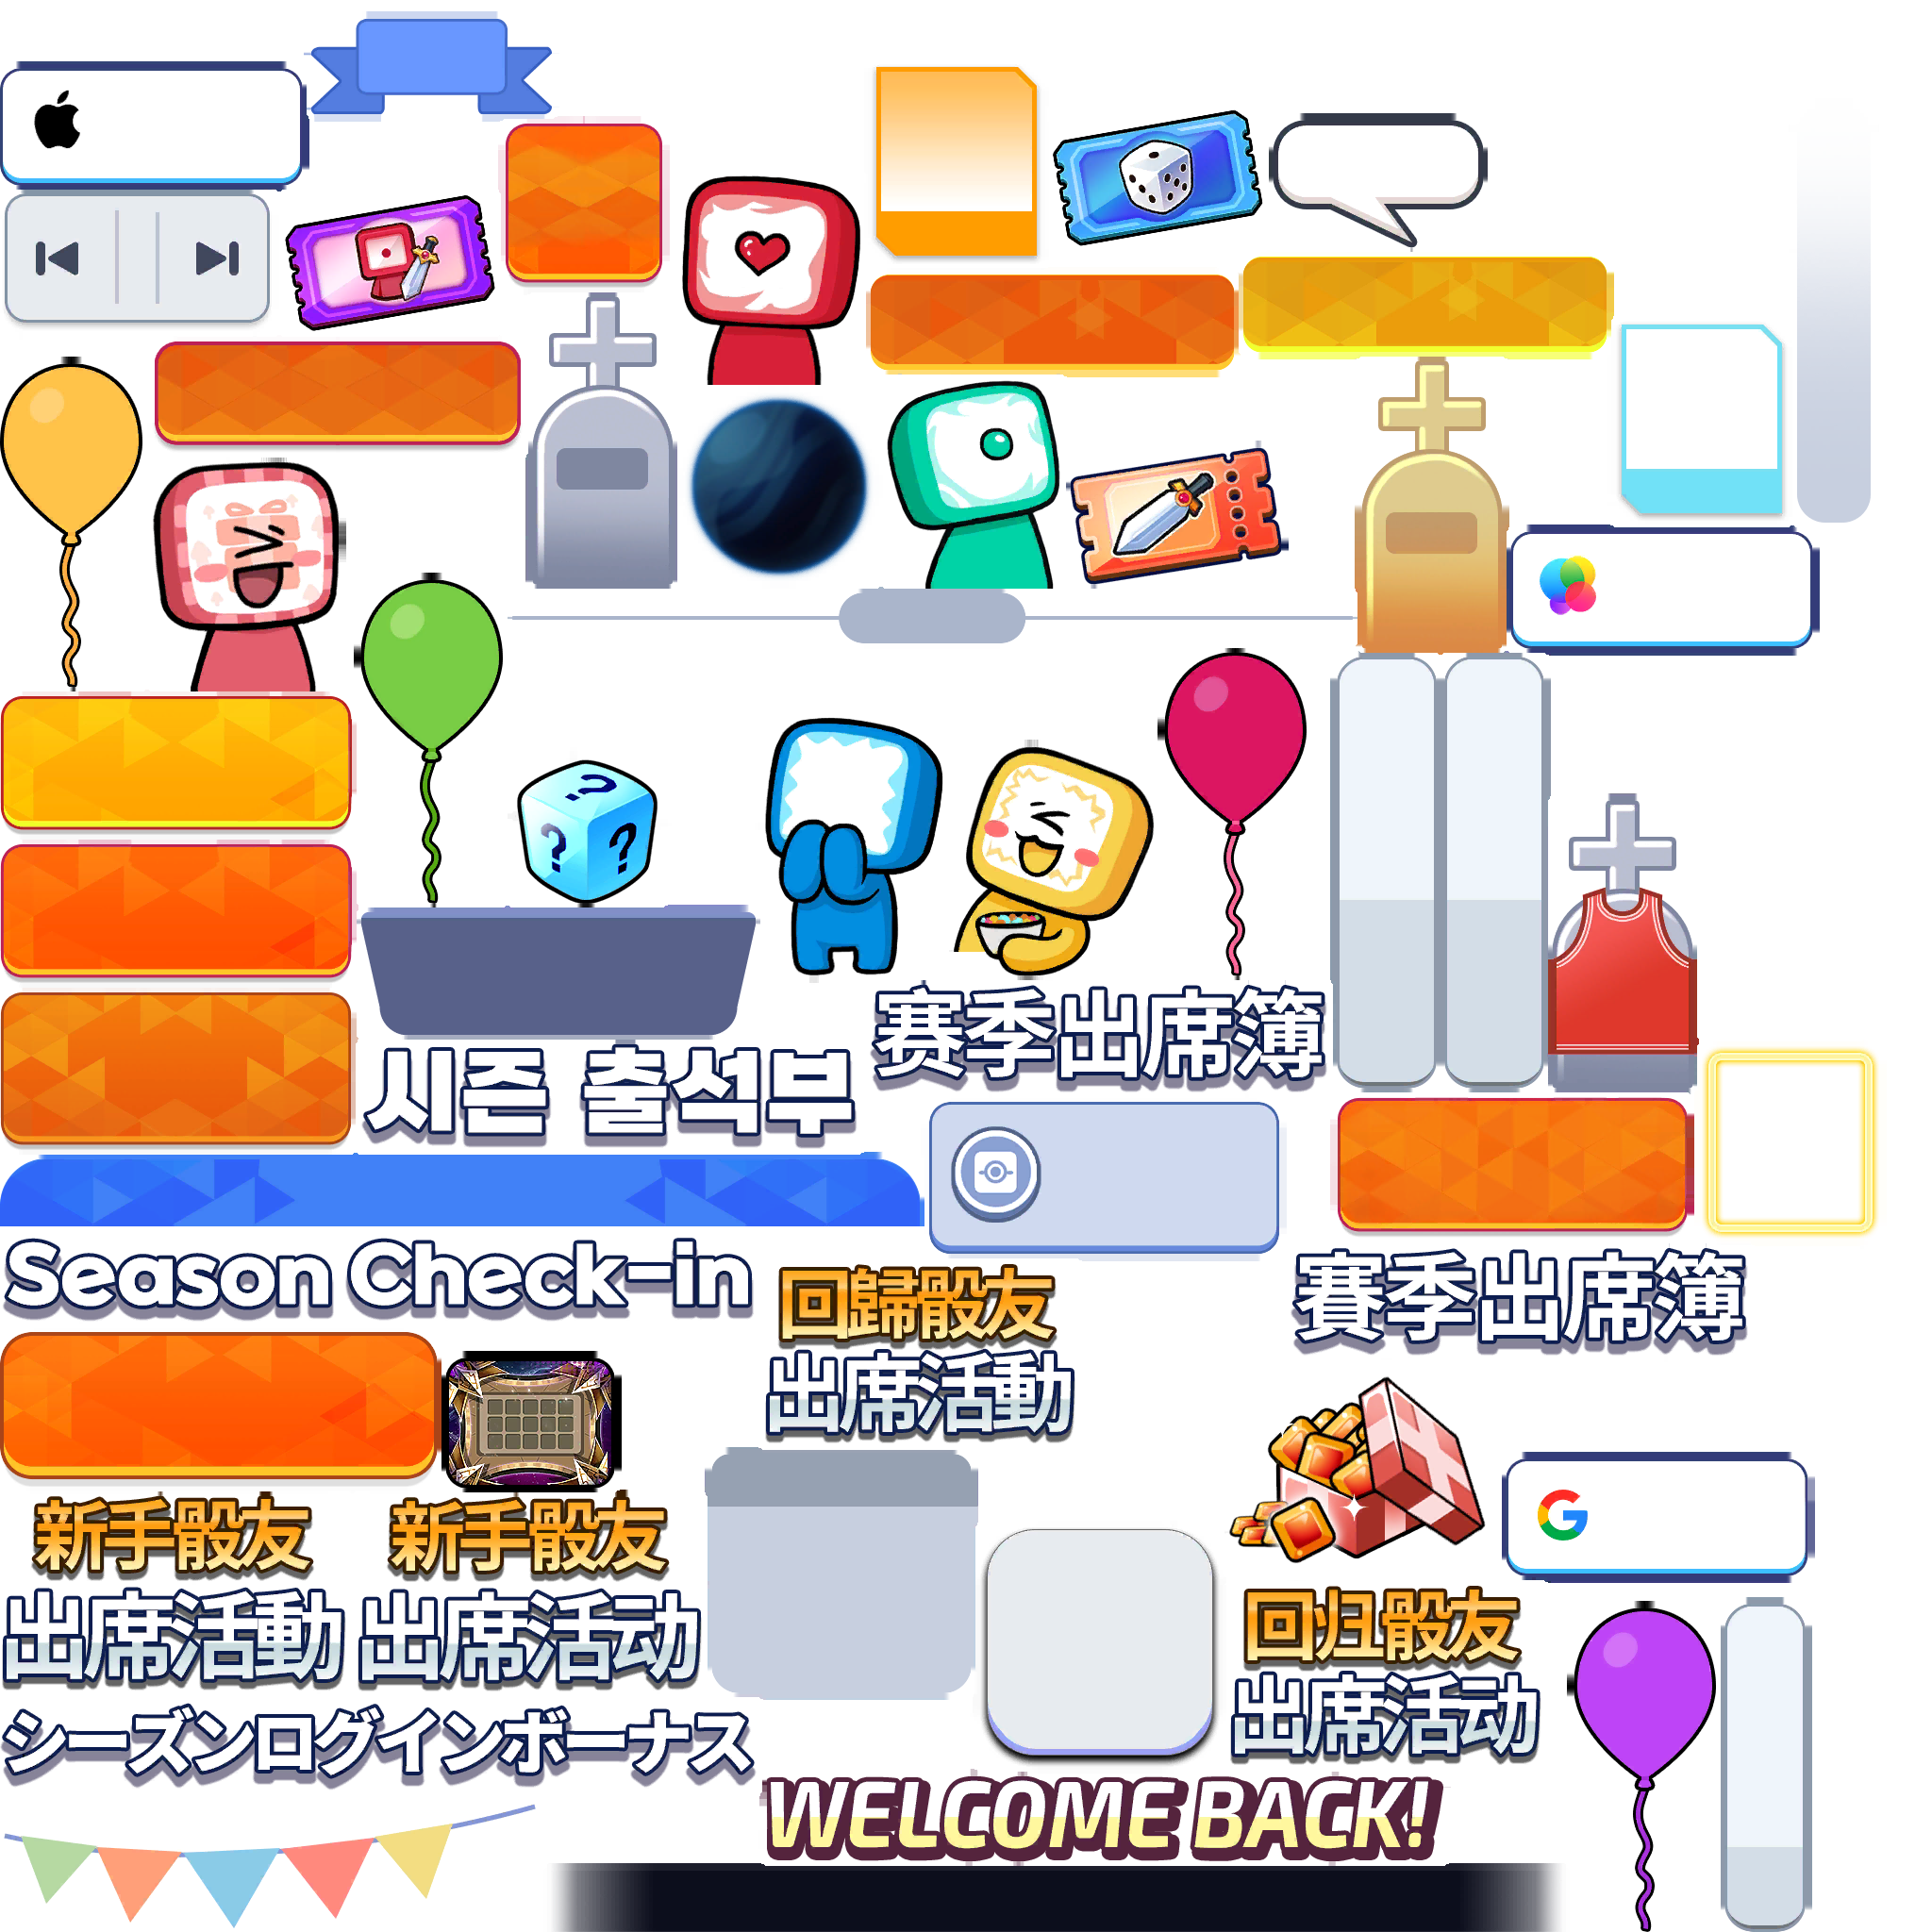 ? ? ?
시즌 출석부
赛季出席簿
Season Check-in
回歸骰友
出席活動
賽季出席簿
新手骰友
出席活動
新手骰友
出席活动
回归骰友
出席活动
シーズンログインボーナス
WELCOME BACK!